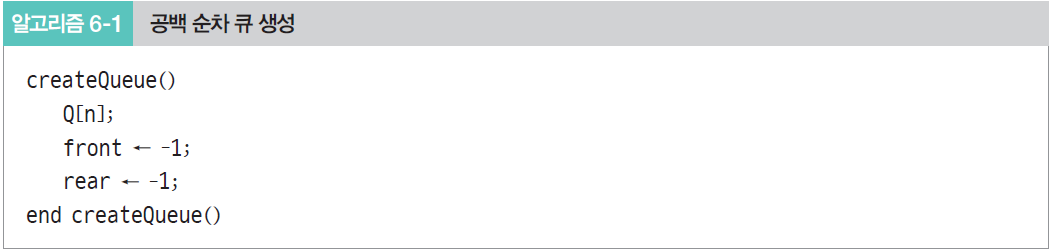 알고리즘 6-1 공백 순차 큐 생성
createQueue()
Q[n];
front ← -1;
rear ← -1;
end createQueue()